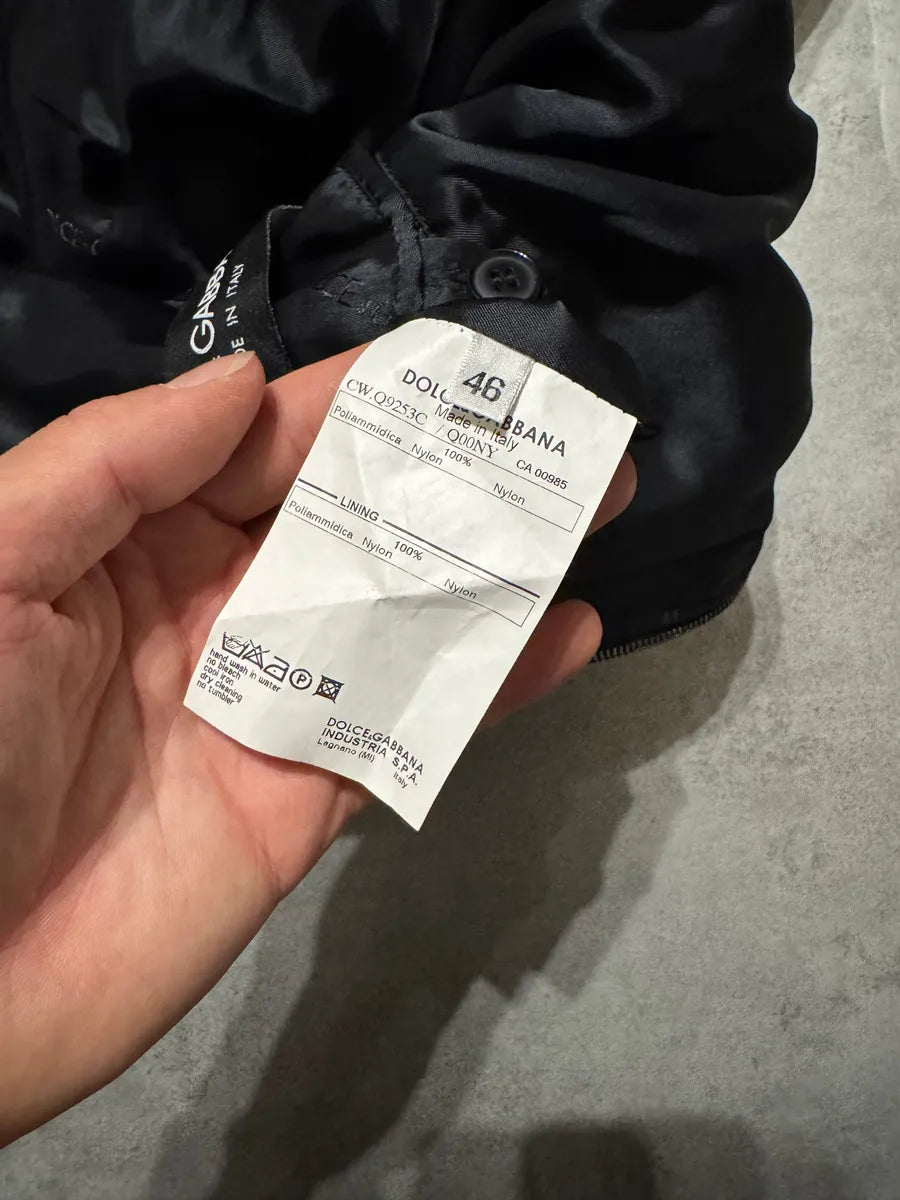 GABBA
IN ITALY
46
DOLCE&GABBANA
Made in Italy
CW.Q9253C / Q00NY
CA 00985
Poliammidica Nylon 100% Nylon
LINING
Poliammidica Nylon 100% Nylon
P
hand wash in water
no bleach
cool iron
dry cleaning
no tumbler
DOLCE&GABBANA
INDUSTRIA S.P.A.
Legnano (MI)
Italy